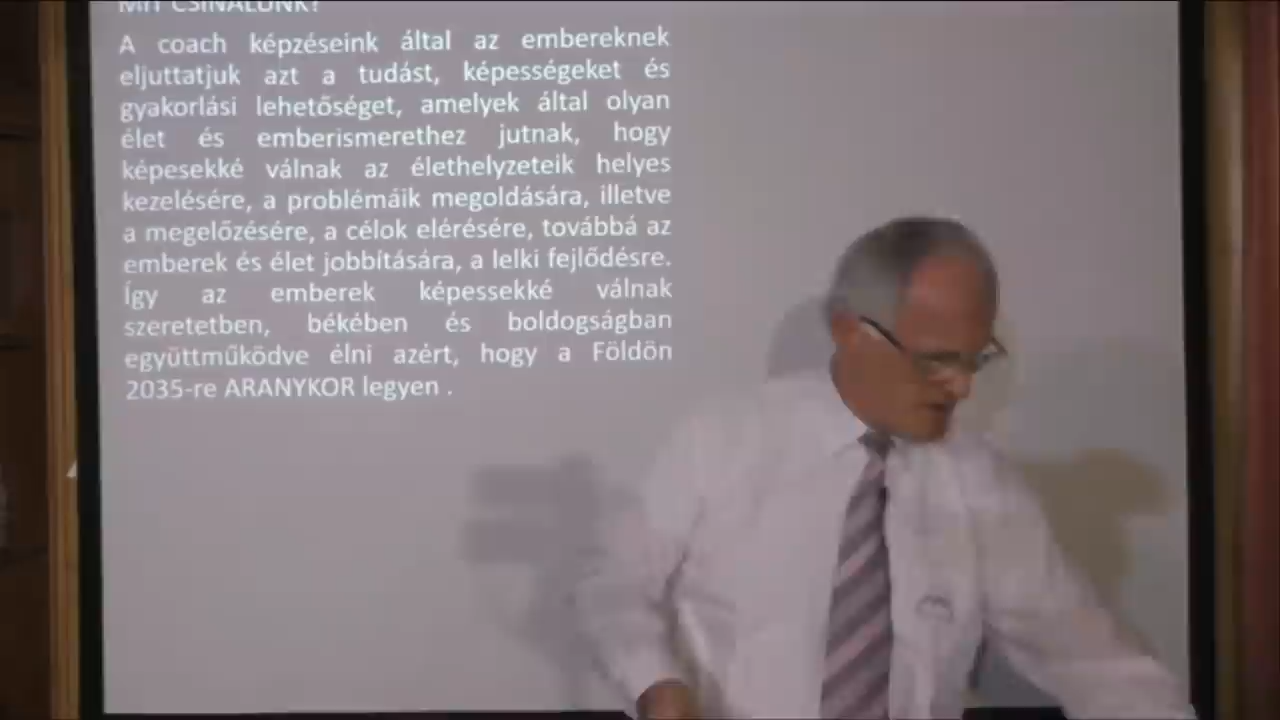 MIT CSINÁLUNK?
A coach képzéseink által az embereknek
eljuttatjuk azt a tudást, képességeket és
gyakorlási lehetőséget, amelyek által olyan
élet és emberismerethez jutnak, hogy
képesekké válnak az élethelyzeteik helyes
kezelésére, a problémáik megoldására, illetve
a megelőzésére, a célok elérésére, továbbá az
emberek és élet jobbítására, a lelki fejlődésre.
Így az emberek képessekké válnak
szeretetben, békében és boldogságban
együttműködve élni azért, hogy a Földön
2035-re ARANYKOR legyen .